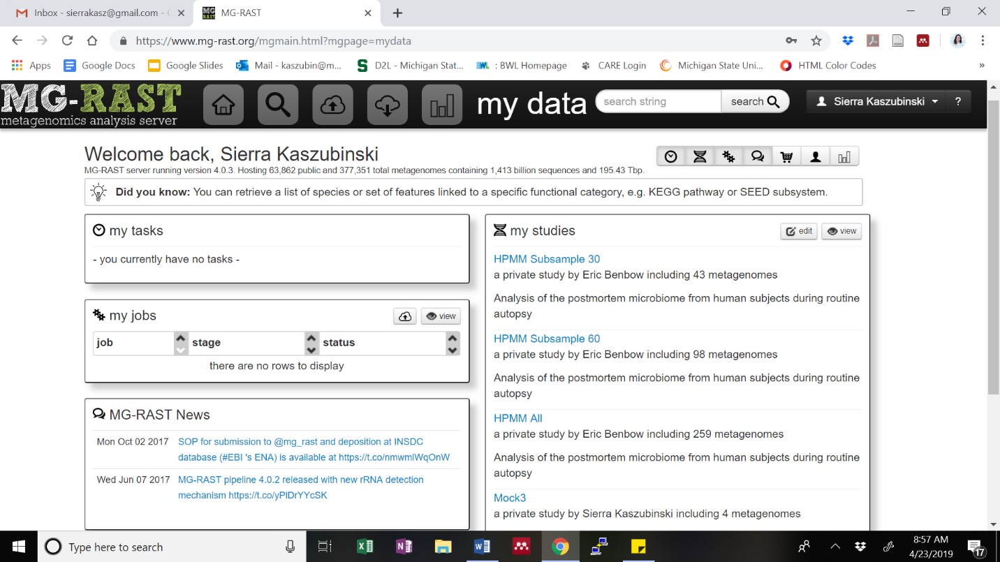 Inbox - sierrakasz@gmail.com -
MG-RAST
https://www.mg-rast.org/mgmain.html?mgpage=mydata
Apps
Google Docs
Google Slides
Mail - kaszubin@m...
D2L - Michigan Stat...
: BWL Homepage
CARE Login
Michigan State Uni...
HTML Color Codes
»
MG-RAST
metagenomics analysis server
my data
search string
search
Sierra Kaszubinski
?
Welcome back, Sierra Kaszubinski
MG-RAST server running version 4.0.3. Hosting 63,862 public and 377,351 total metagenomes containing 1,413 billion sequences and 195.43 Tbp.
Did you know: You can retrieve a list of species or set of features linked to a specific functional category, e.g. KEGG pathway or SEED subsystem.
my tasks
- you currently have no tasks -
my jobs
view
job
stage
status
there are no rows to display
MG-RAST News
Mon Oct 02 2017
SOP for submission to @mg_rast and deposition at INSDC
database (#EBI 's ENA) is available at https://t.co/nmwmlWqOnW
Wed Jun 07 2017
MG-RAST pipeline 4.0.2 released with new rRNA detection
mechanism https://t.co/yPlDrYYcSK
my studies
edit
view
HPMM Subsample 30
a private study by Eric Benbow including 43 metagenomes
Analysis of the postmortem microbiome from human subjects during routine
autopsy
HPMM Subsample 60
a private study by Eric Benbow including 98 metagenomes
Analysis of the postmortem microbiome from human subjects during routine
autopsy
HPMM All
a private study by Eric Benbow including 259 metagenomes
Analysis of the postmortem microbiome from human subjects during routine
autopsy
Mock3
a private study by Sierra Kaszubinski including 4 metagenomes
Type here to search
8:57 AM
4/23/2019
17